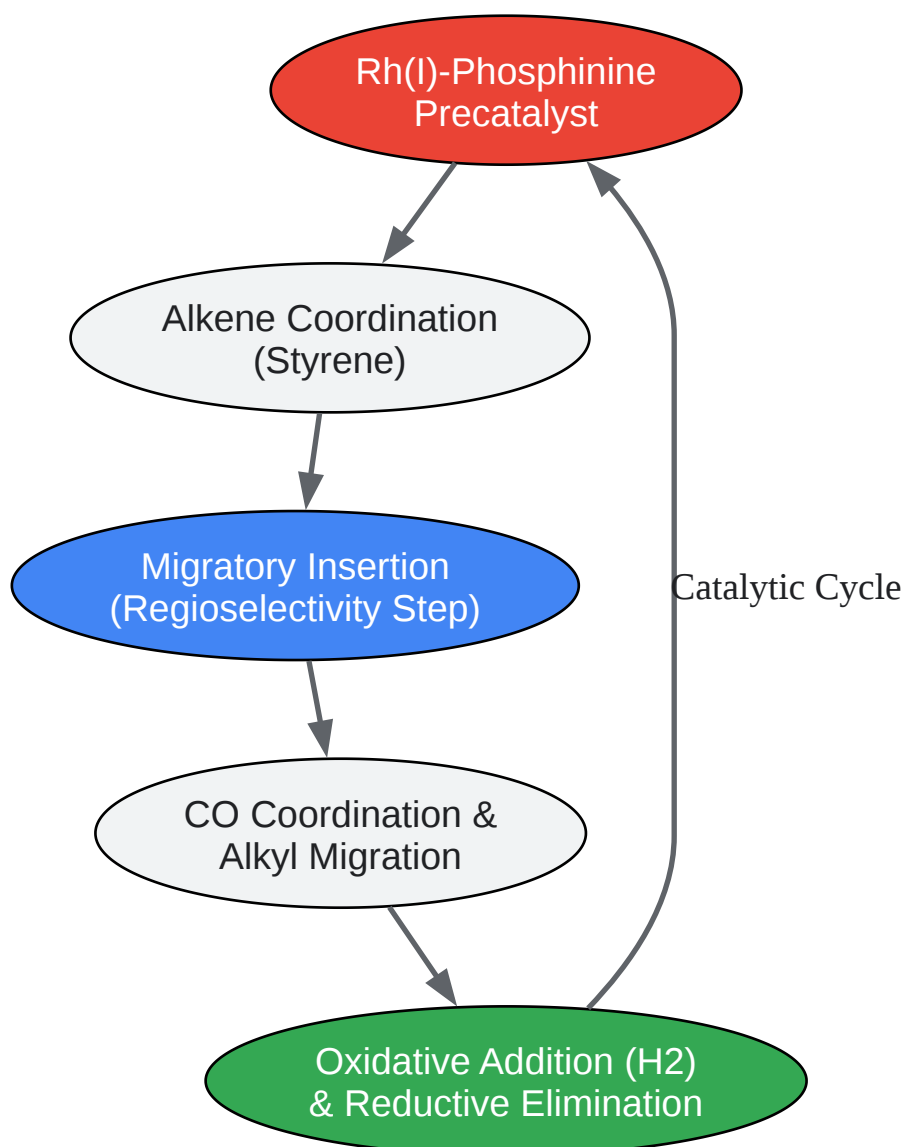 Rh(I)-Phosphinine
Precatalyst
Alkene Coordination
(Styrene)
Migratory Insertion
(Regioselectivity Step)
Catalytic Cycle
CO Coordination &
Alkyl Migration
Oxidative Addition (H2)
& Reductive Elimination